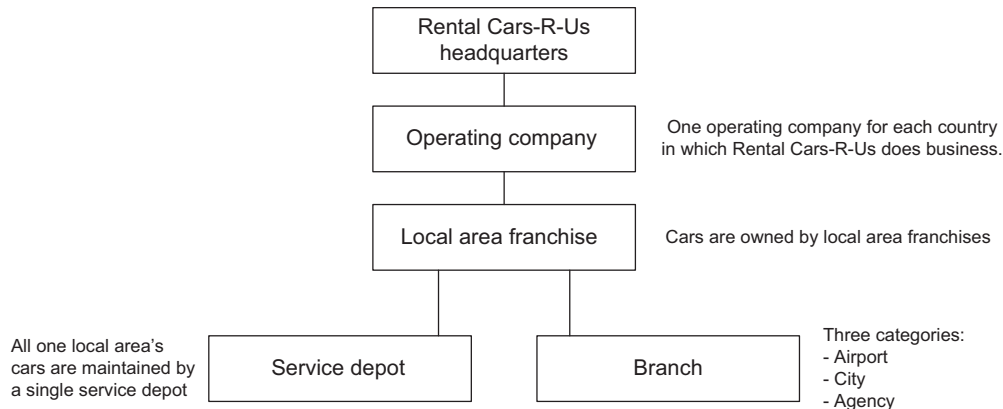 Rental Cars-R-Us
headquarters
Operating company
One operating company for each country
in which Rental Cars-R-Us does business.
Local area franchise
Cars are owned by local area franchises
All one local area's
cars are maintained by
a single service depot
Service depot
Branch
Three categories:
- Airport
- City
- Agency